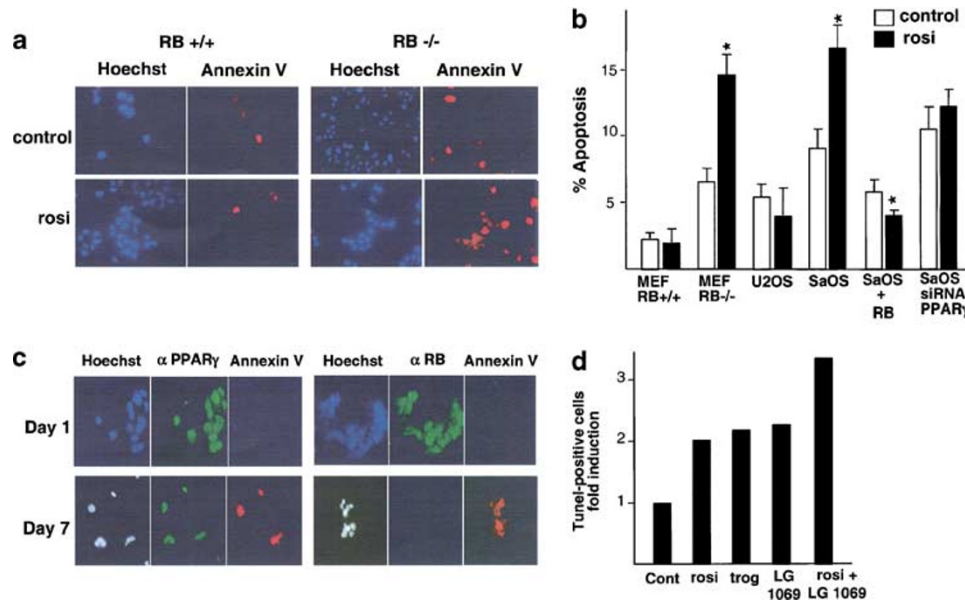 a
RB +/+
RB -/-
Hoechst Annexin V
Hoechst Annexin V
control
rosi
b
control
rosi
% Apoptosis
15
10
5
*
*
*
MEF RB+/+
MEF RB-/-
U2OS
SaOS
SaOS + RB
SaOS siRNA PPARγ
c
Hoechst α PPARγ Annexin V
Hoechst α RB Annexin V
Day 1
Day 7
d
Tunel-positive cells
fold induction
3
2
1
Cont
rosi
trog
LG 1069
rosi + LG 1069